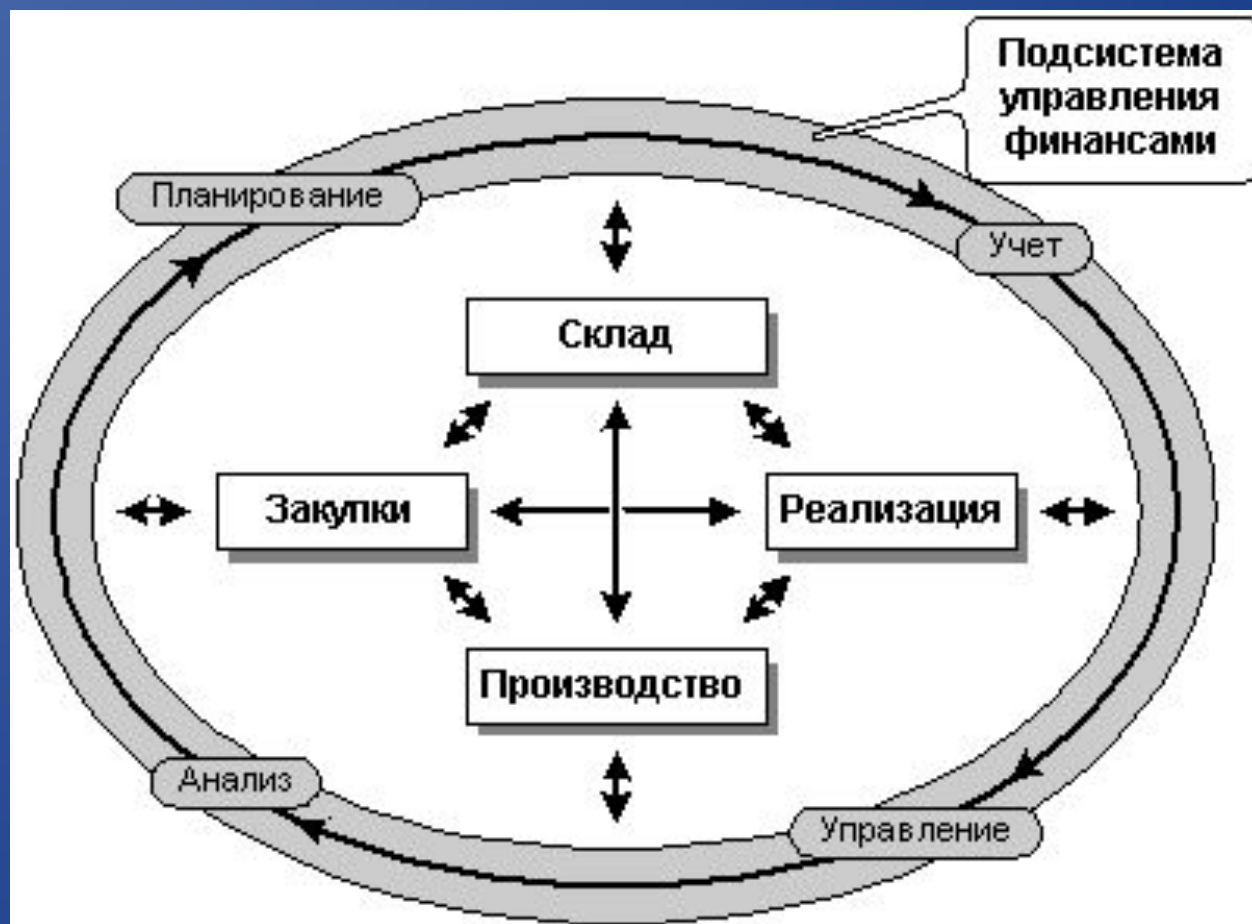 Подсистема
управления
финансами
Планирование
Учет
Склад
Закупки
Реализация
Производство
Анализ
Управление